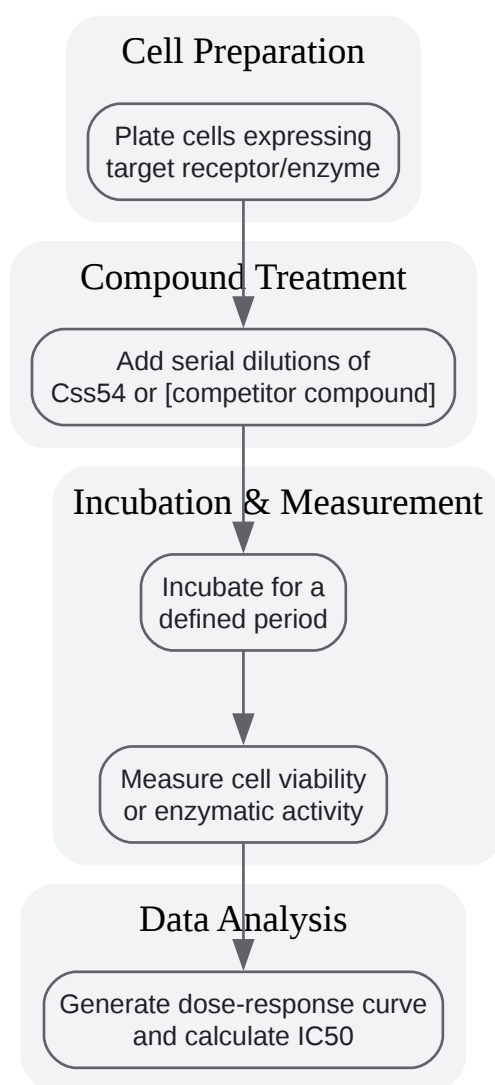 Cell Preparation
Plate cells expressing
target receptor/enzyme
Compound Treatment
Add serial dilutions of
Css54 or [competitor compound]
Incubation & Measurement
Incubate for a
defined period
Measure cell viability
or enzymatic activity
Data Analysis
Generate dose-response curve
and calculate IC50